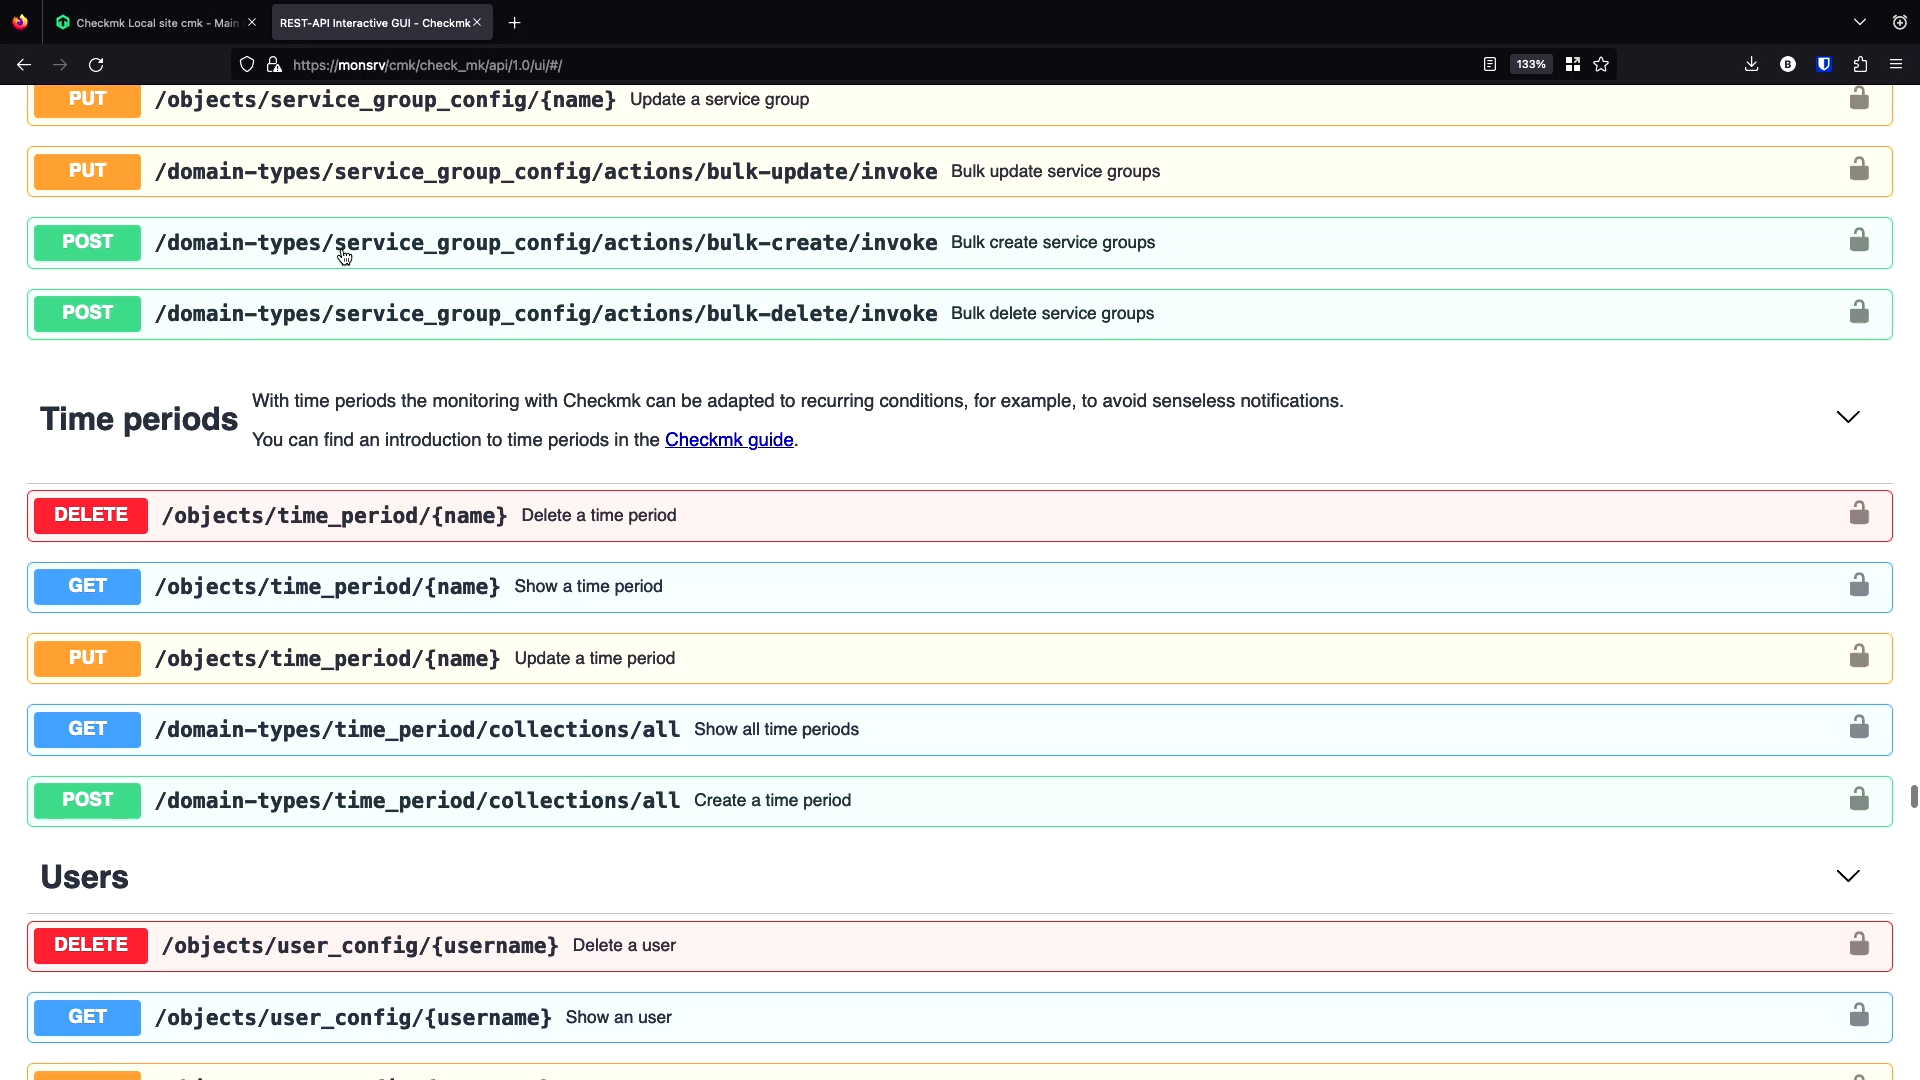 Checkmk Local site cmk - Main
REST-API Interactive GUI - Checkmk
https://monsrv/cmk/check_mk/api/1.0/ui/#/
133%
B
PUT /objects/service_group_config/{name} Update a service group
PUT /domain-types/service_group_config/actions/bulk-update/invoke Bulk update service groups
POST /domain-types/service_group_config/actions/bulk-create/invoke Bulk create service groups
POST /domain-types/service_group_config/actions/bulk-delete/invoke Bulk delete service groups
Time periods
With time periods the monitoring with Checkmk can be adapted to recurring conditions, for example, to avoid senseless notifications.
You can find an introduction to time periods in the Checkmk guide.
DELETE /objects/time_period/{name} Delete a time period
GET /objects/time_period/{name} Show a time period
PUT /objects/time_period/{name} Update a time period
GET /domain-types/time_period/collections/all Show all time periods
POST /domain-types/time_period/collections/all Create a time period
Users
DELETE /objects/user_config/{username} Delete a user
GET /objects/user_config/{username} Show an user